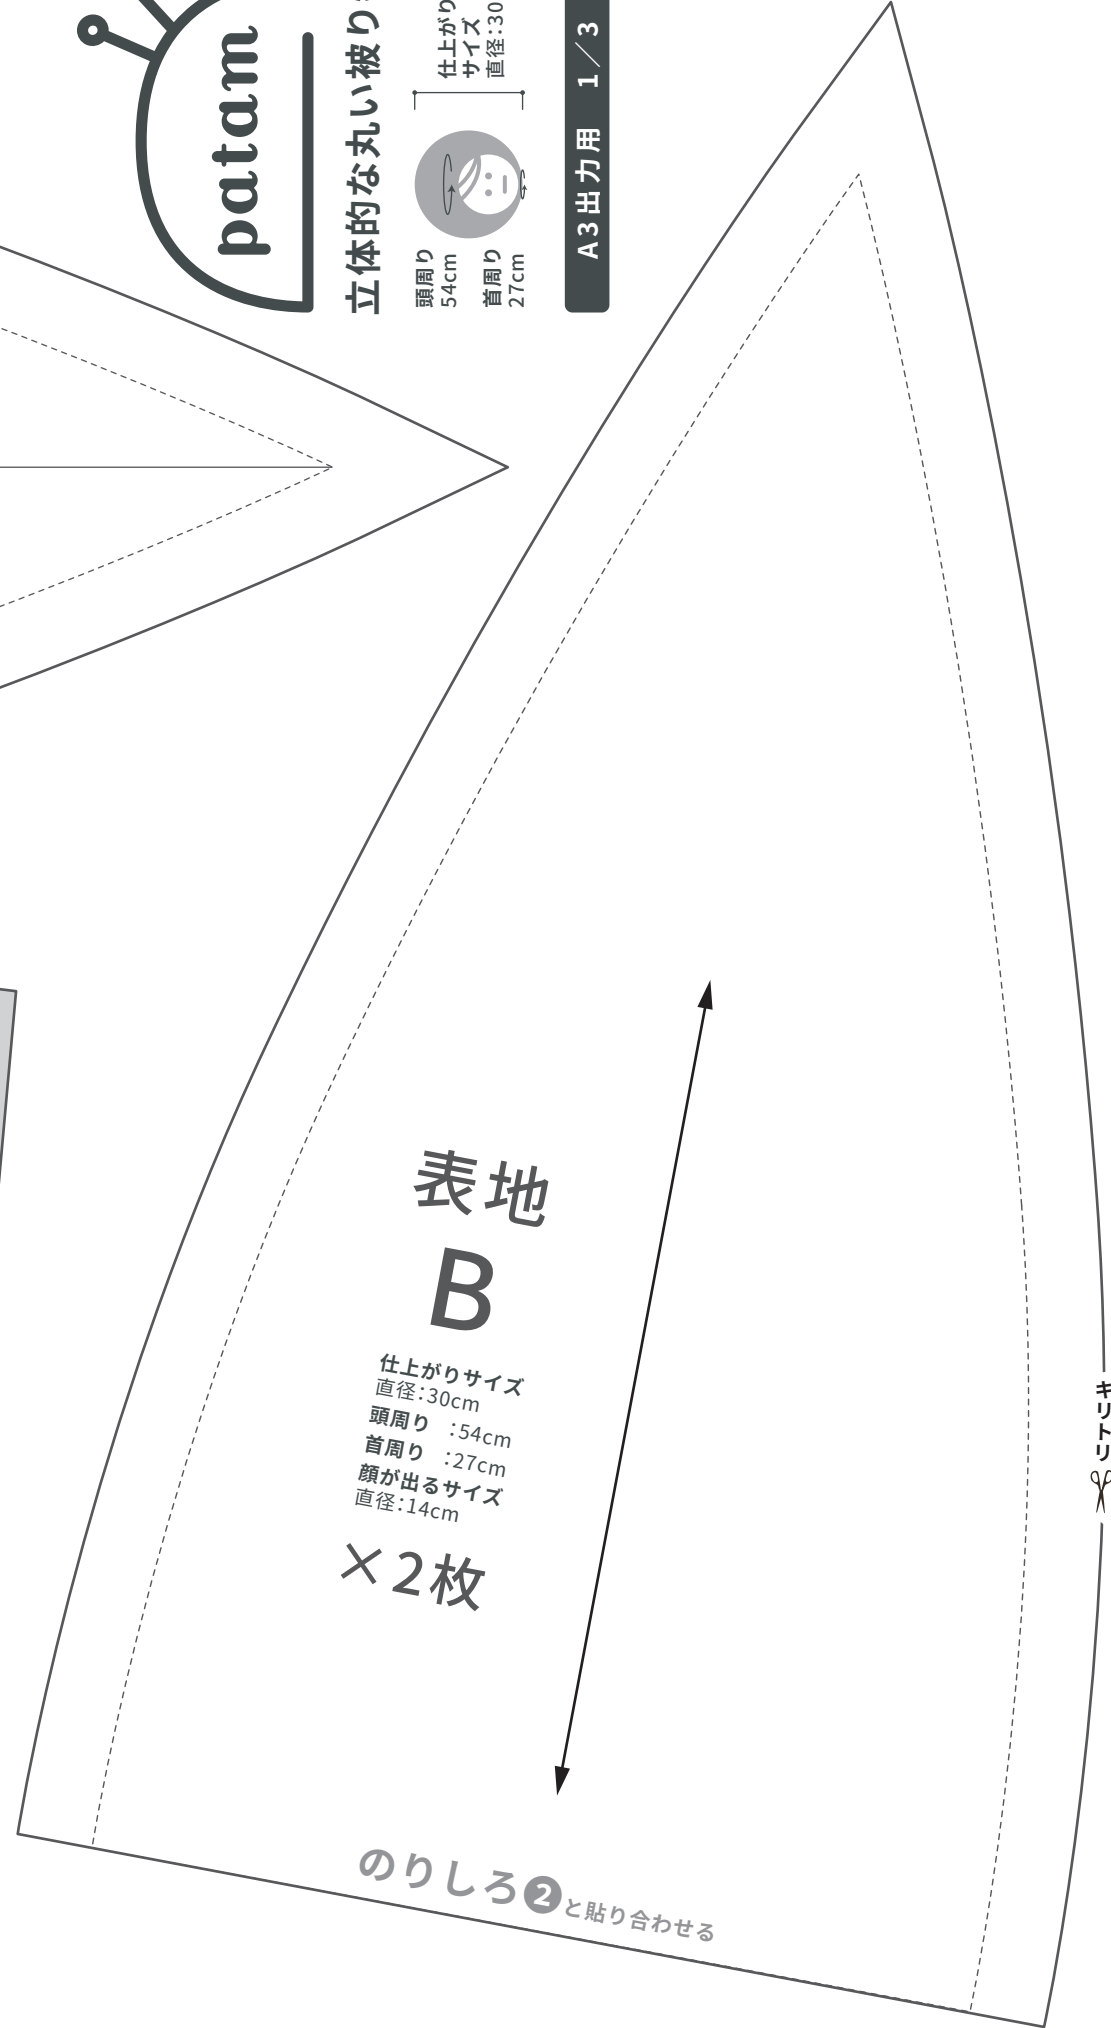 patam
立体的な丸い被り
仕上がり
サイズ
直径:30
頭周り
54cm
首周り
27cm
A3出力用 1／3
表地
B
仕上がりサイズ
直径:30cm
頭周り :54cm
首周り :27cm
顔が出るサイズ
直径:14cm
×2枚
キリトリ
のりしろ❷と貼り合わせる